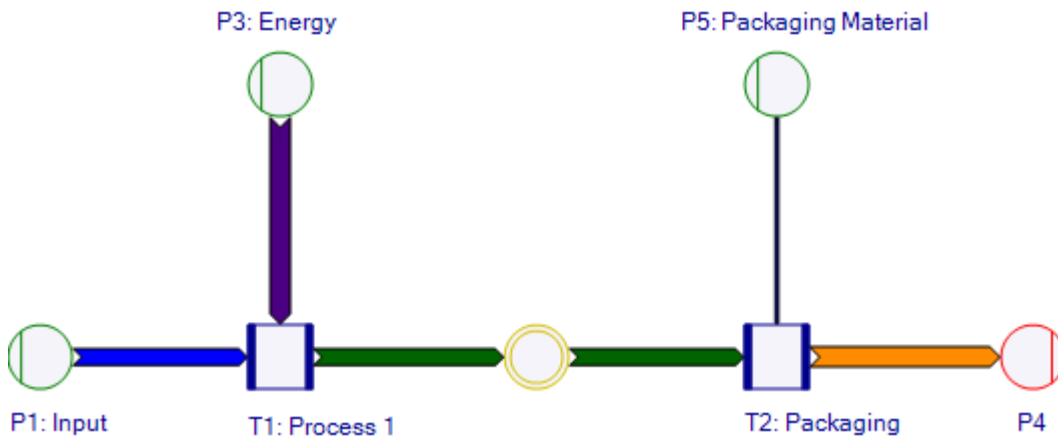 P3: Energy
P5: Packaging Material
P1: Input
T1: Process 1
T2: Packaging
P4